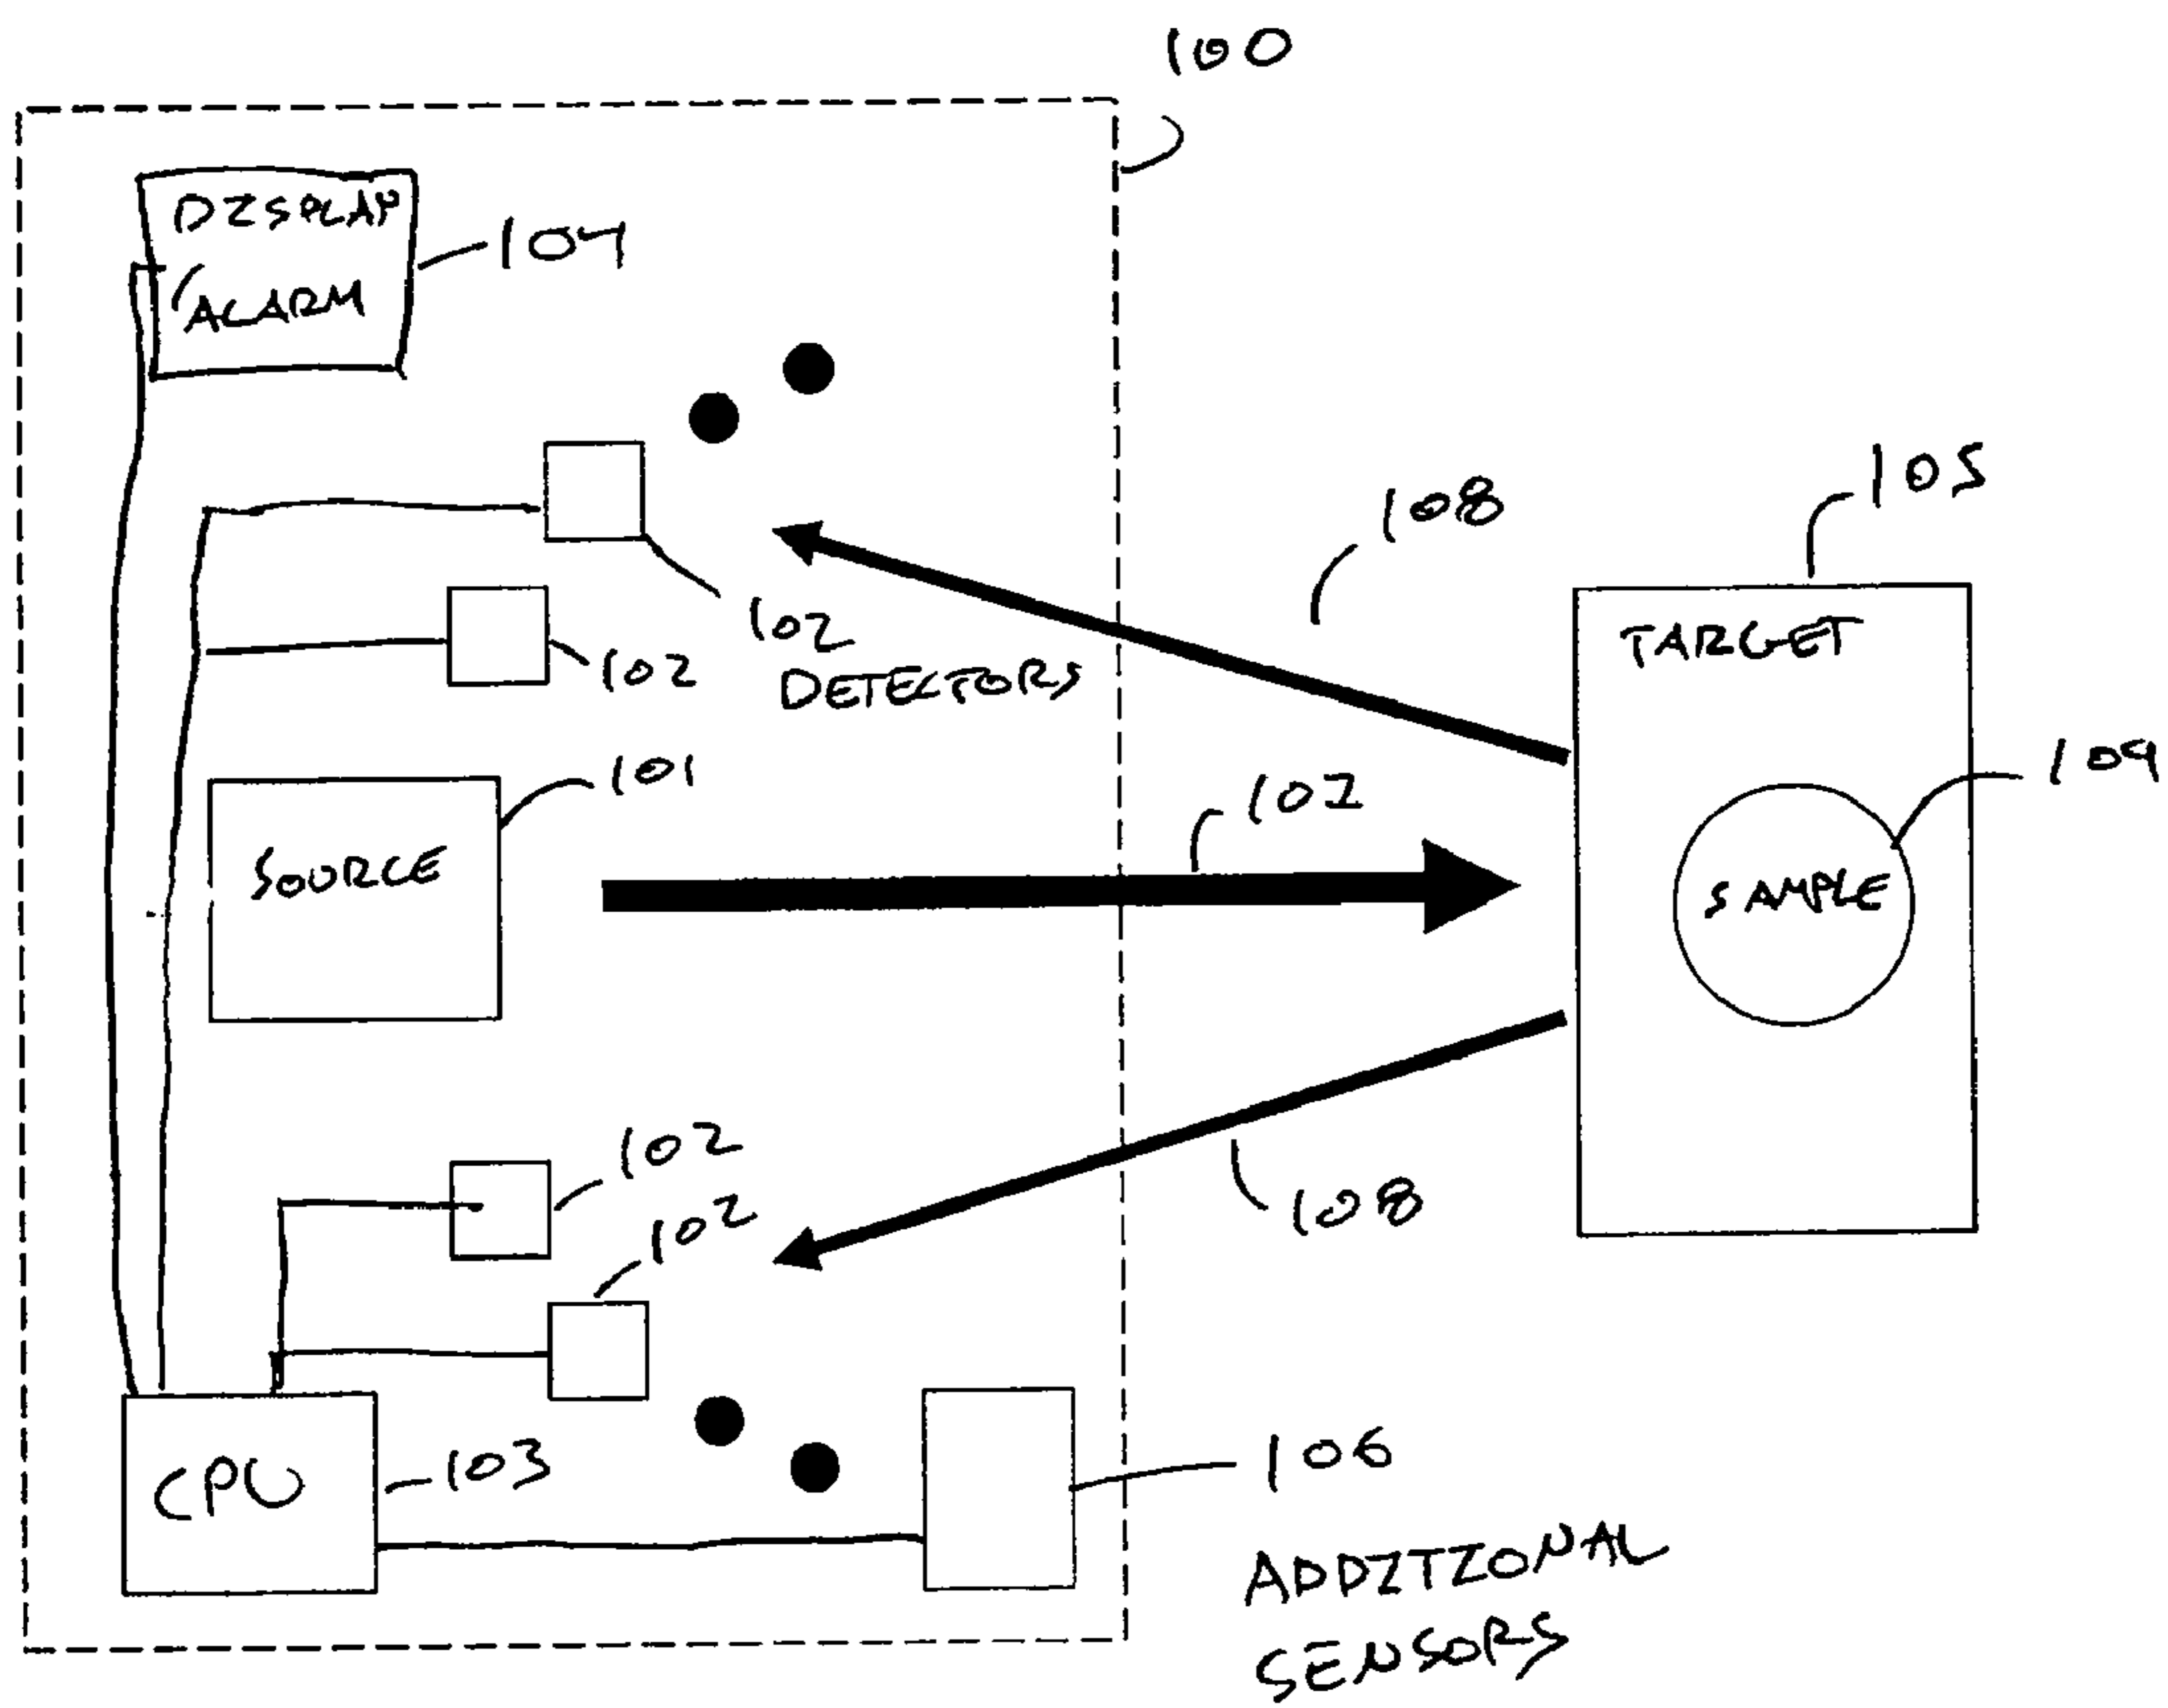 100
DISPLAY
/ALARM
104
108
105
TARGET
102
DETECTORS
102
101
SOURCE
102
109
SAMPLE
102
102
108
CPU
103
106
ADDITIONAL
SENSORS